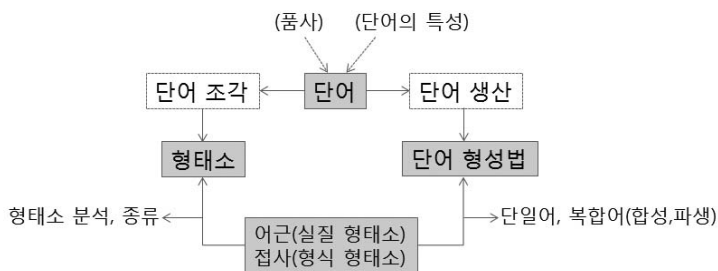 (품사) (단어의 특성)
단어 조각 단어 단어 생산
형태소 단어 형성법
형태소 분석, 종류 단일어, 복합어(합성,파생)
어근(실질 형태소)
접사(형식 형태소)